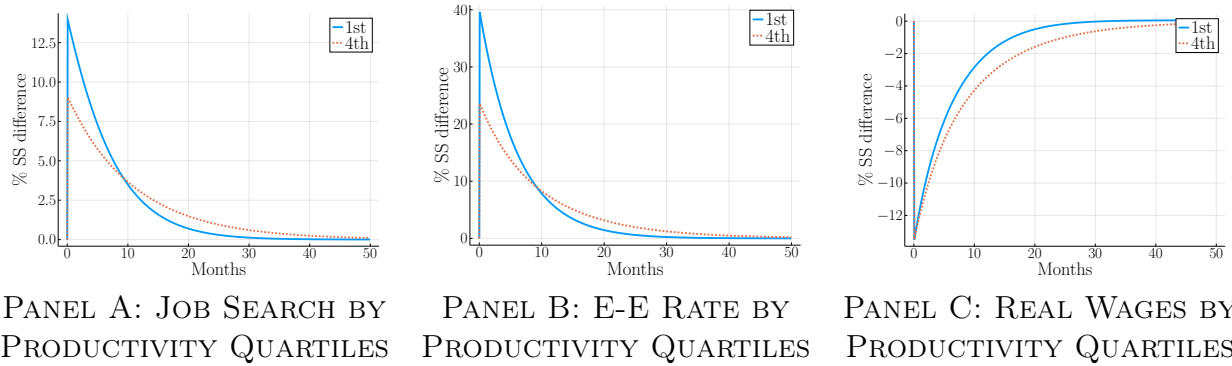 12.5
10.0
7.5
5.0
2.5
0.0
% SS difference
1st
4th
0
10
20
30
40
50
Months
PANEL A: JOB SEARCH BY
PRODUCTIVITY QUARTILES
40
30
20
10
0
% SS difference
1st
4th
0
10
20
30
40
50
Months
PANEL B: E-E RATE BY
PRODUCTIVITY QUARTILES
0
−2
−4
−6
−8
−10
−12
% SS difference
1st
4th
0
10
20
30
40
50
Months
PANEL C: REAL WAGES BY
PRODUCTIVITY QUARTILES